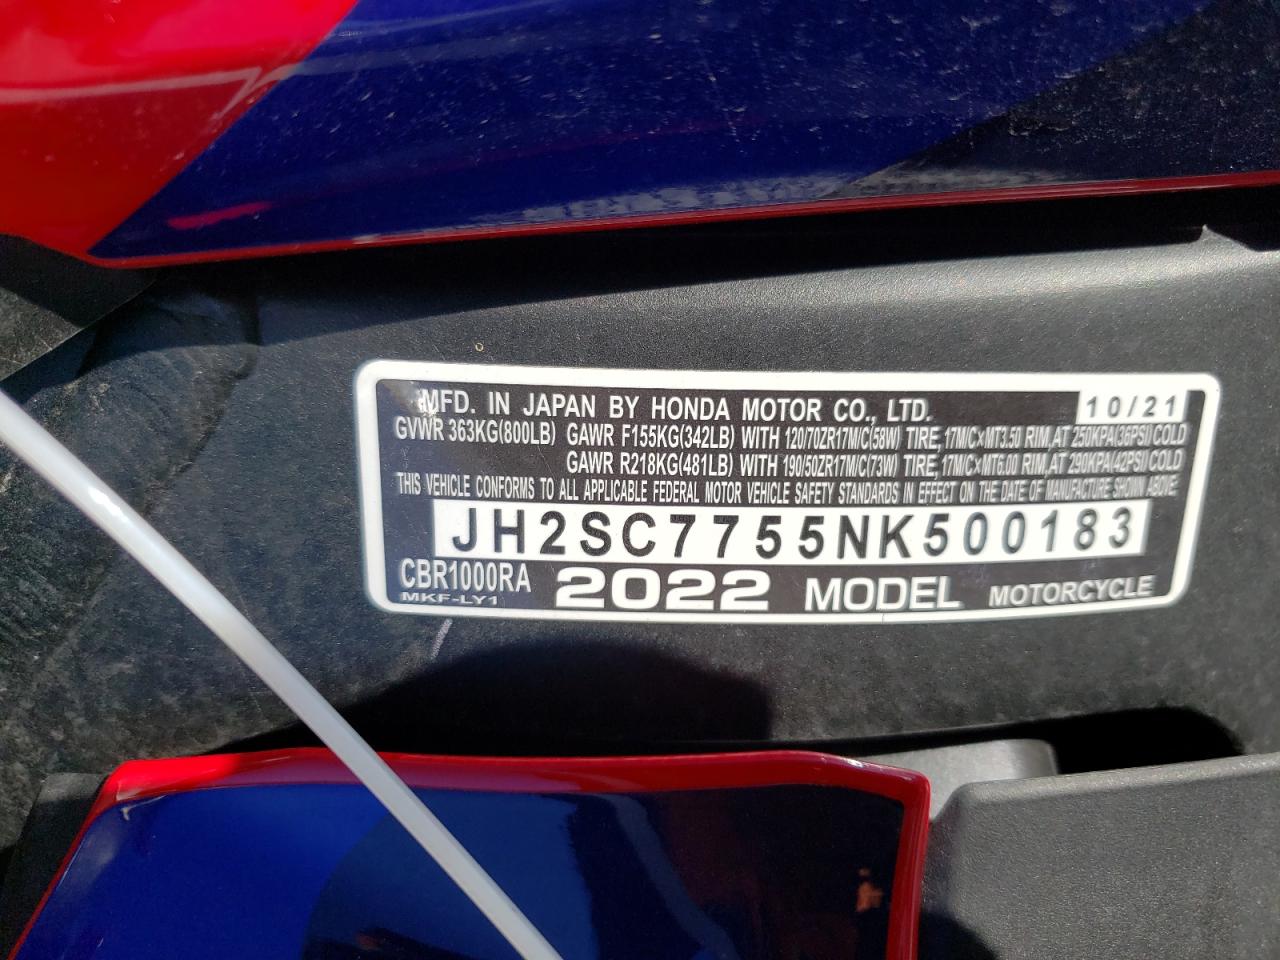 MFD. IN JAPAN BY HONDA MOTOR CO., LTD. 10/21
GVWR 363KG(800LB) GAWR F155KG(342LB) WITH 120/70ZR17M/C(58W) TIRE, 17M/C×MT3.50 RIM, AT 250KPA(36PSI) COLD
GAWR R218KG(481LB) WITH 190/50ZR17M/C(73W) TIRE, 17M/C×MT6.00 RIM, AT 290KPA(42PSI) COLD
THIS VEHICLE CONFORMS TO ALL APPLICABLE FEDERAL MOTOR VEHICLE SAFETY STANDARDS IN EFFECT ON THE DATE OF MANUFACTURE SHOWN ABOVE.
JH2SC7755NK500183
CBR1000RA 2022 MODEL MOTORCYCLE
MKF-LY1